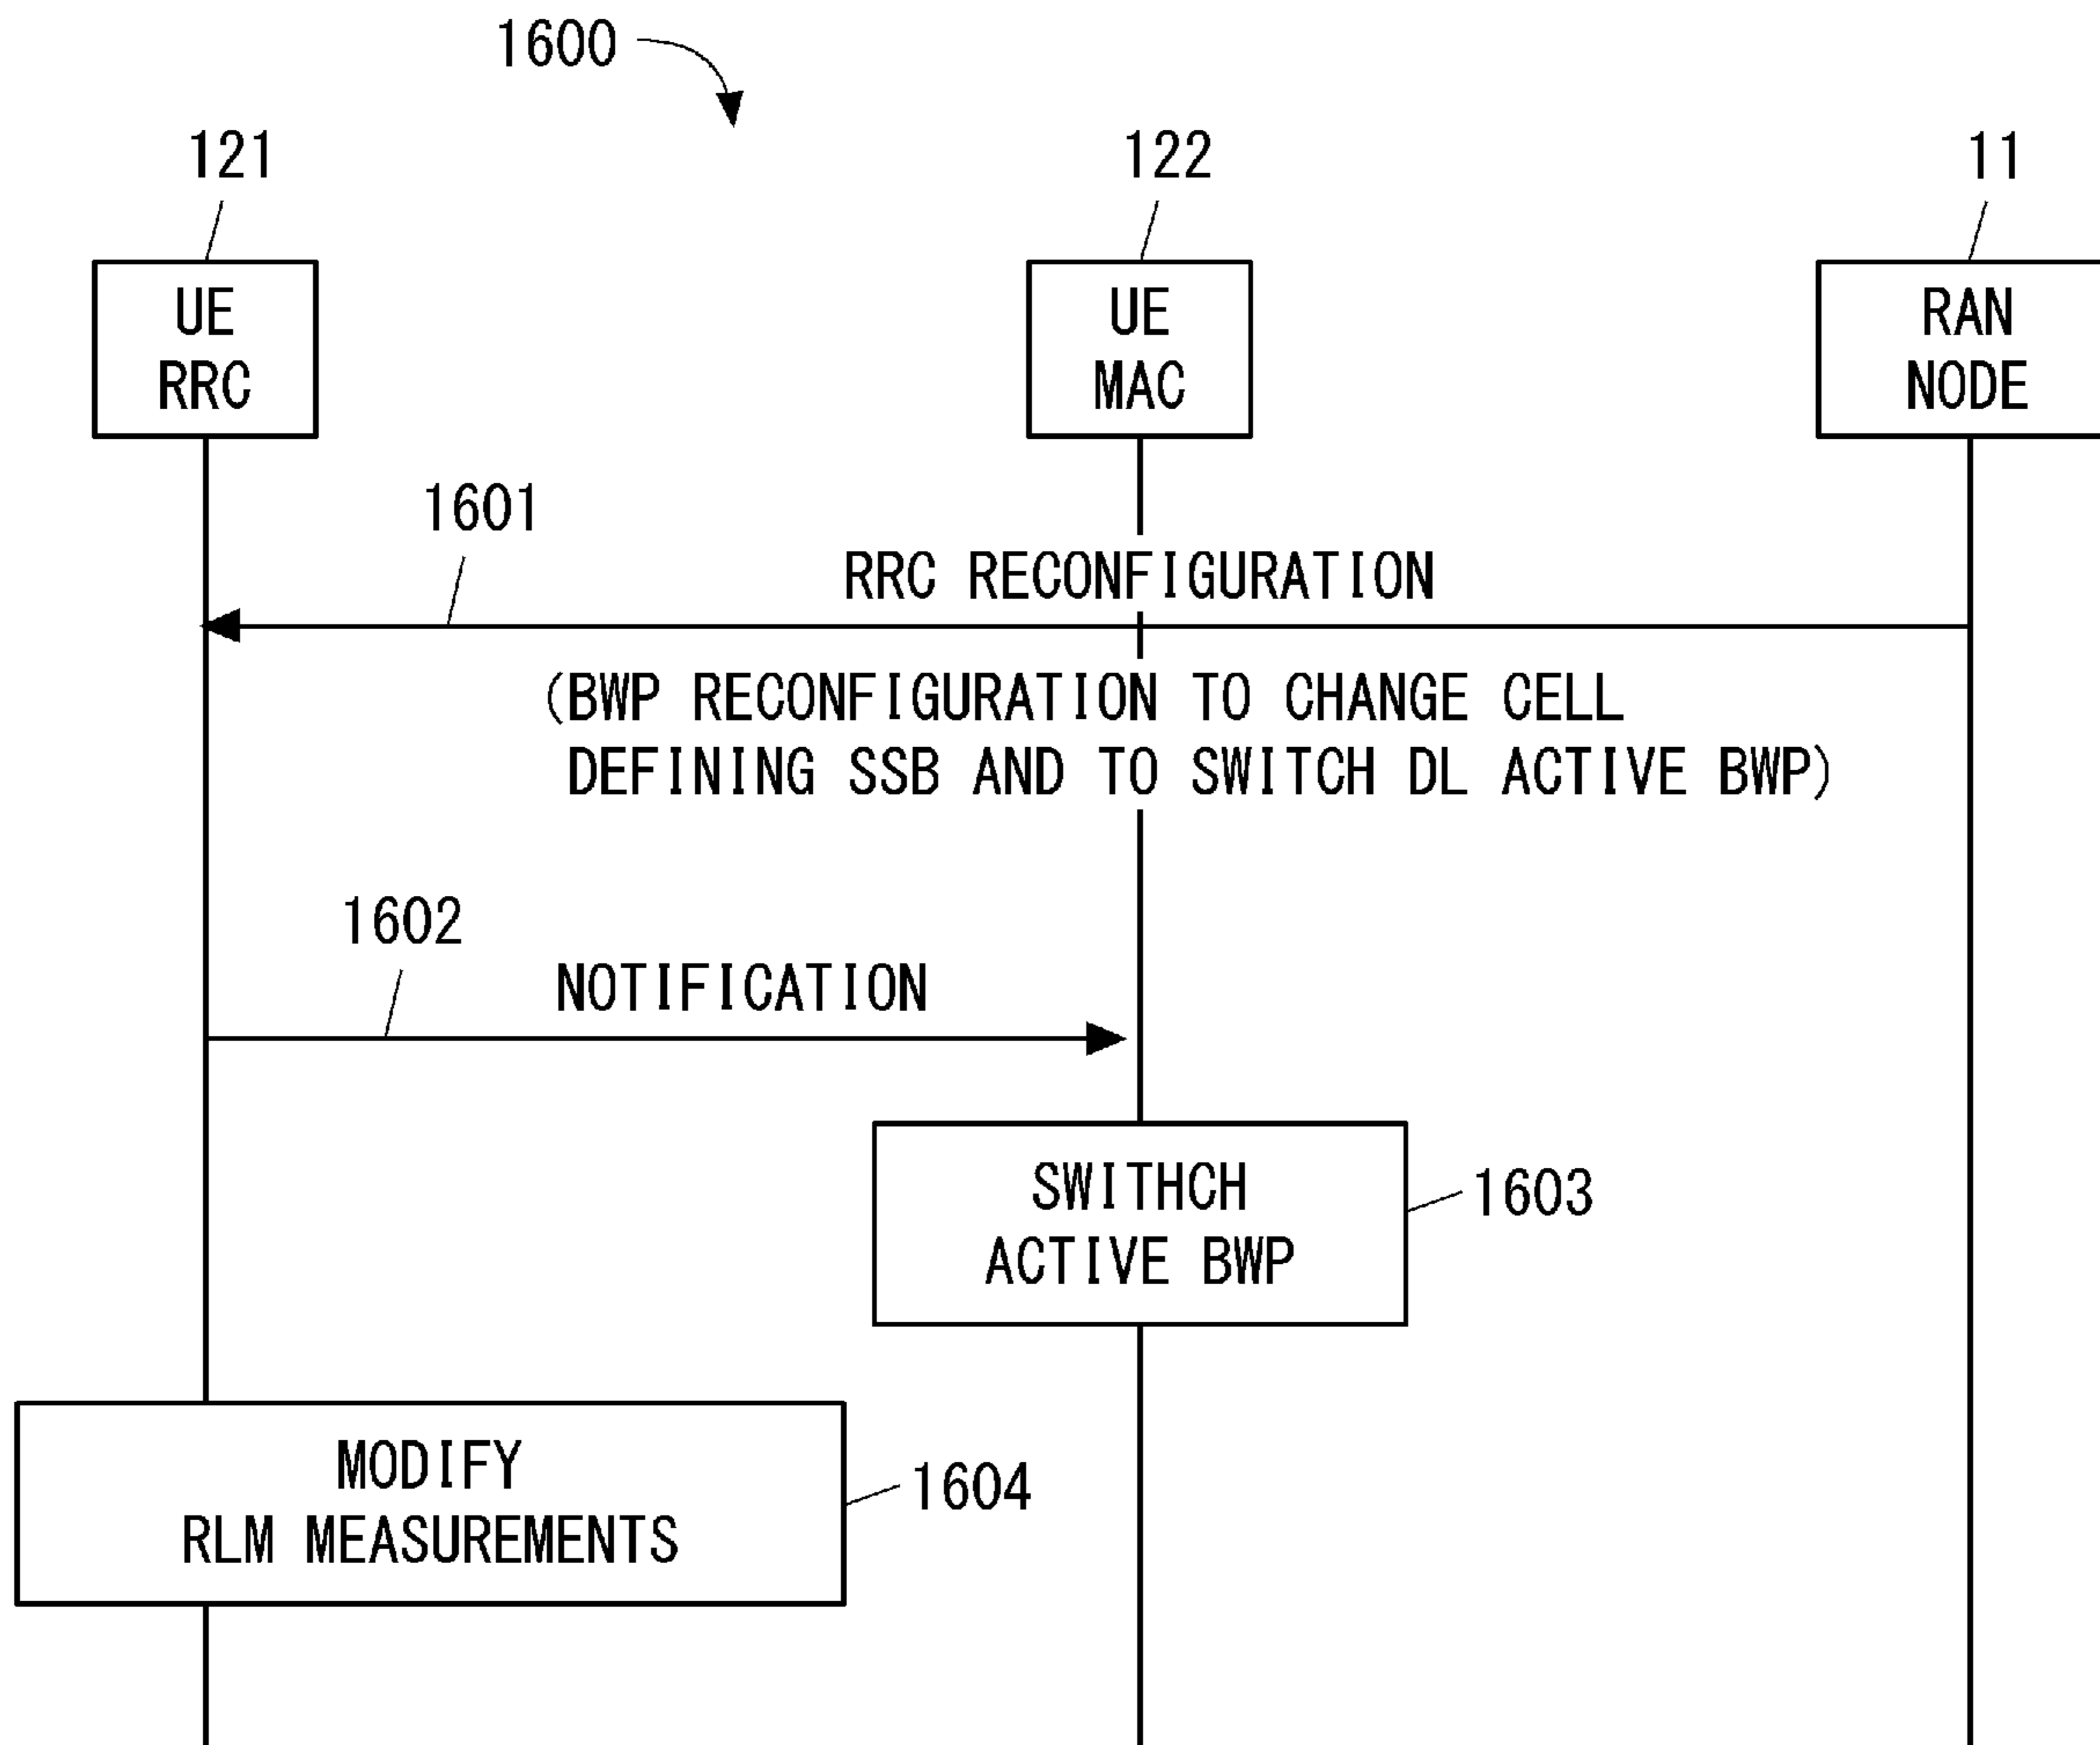 1600
121
122
11
UE
RRC
UE
MAC
RAN
NODE
1601
RRC RECONFIGURATION
(BWP RECONFIGURATION TO CHANGE CELL
DEFINING SSB AND TO SWITCH DL ACTIVE BWP)
1602
NOTIFICATION
SWITHCH
ACTIVE BWP
1603
MODIFY
RLM MEASUREMENTS
1604